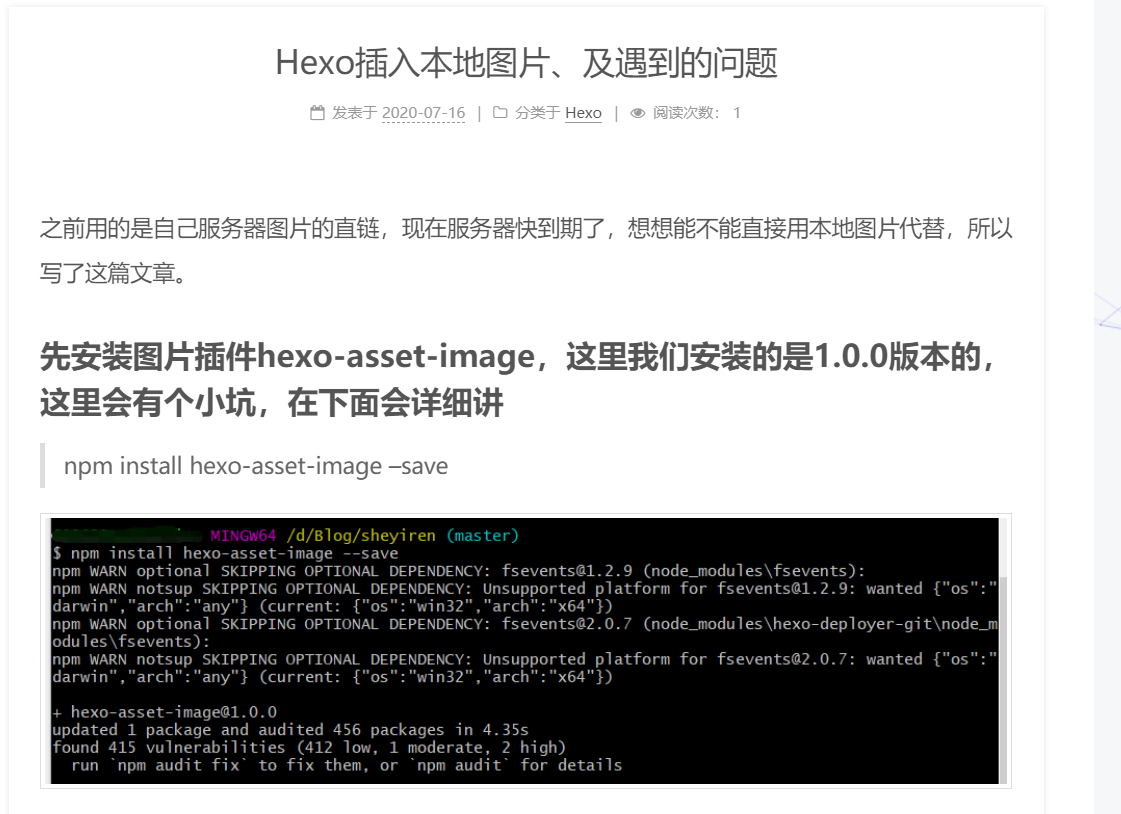 Hexo插入本地图片、及遇到的问题
发表于 2020-07-16 | 分类于 Hexo | 阅读次数： 1
之前用的是自己服务器图片的直链，现在服务器快到期了，想想能不能直接用本地图片代替，所以
写了这篇文章。
先安装图片插件hexo-asset-image，这里我们安装的是1.0.0版本的，
这里会有个小坑，在下面会详细讲
npm install hexo-asset-image –save
MINGW64 /d/Blog/sheyiren (master)
$ npm install hexo-asset-image --save
npm WARN optional SKIPPING OPTIONAL DEPENDENCY: fsevents@1.2.9 (node_modules\fsevents):
npm WARN notsup SKIPPING OPTIONAL DEPENDENCY: Unsupported platform for fsevents@1.2.9: wanted {"os":"
darwin","arch":"any"} (current: {"os":"win32","arch":"x64"})
npm WARN optional SKIPPING OPTIONAL DEPENDENCY: fsevents@2.0.7 (node_modules\hexo-deployer-git\node_m
odules\fsevents):
npm WARN notsup SKIPPING OPTIONAL DEPENDENCY: Unsupported platform for fsevents@2.0.7: wanted {"os":"
darwin","arch":"any"} (current: {"os":"win32","arch":"x64"})
+ hexo-asset-image@1.0.0
updated 1 package and audited 456 packages in 4.35s
found 415 vulnerabilities (412 low, 1 moderate, 2 high)
run `npm audit fix` to fix them, or `npm audit` for details